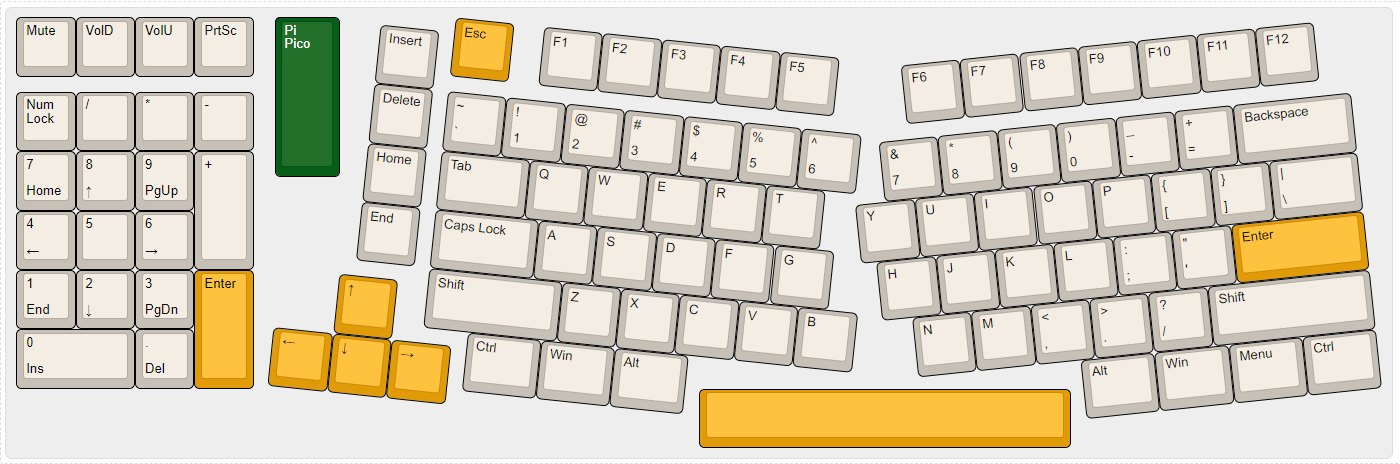 Mute VolD VolU PrtSc
Num Lock / * -
7 Home 8 ↑ 9 PgUp +
4 ← 5 6 →
1 End 2 ↓ 3 PgDn Enter
0 Ins . Del
Pi Pico
Insert
Delete
Home
End
↑
← ↓ →
Esc F1 F2 F3 F4 F5
~ ` ! 1 @ 2 # 3 $ 4 % 5 ^ 6
Tab Q W E R T
Caps Lock A S D F G
Shift Z X C V B
Ctrl Win Alt
F6 F7 F8 F9 F10 F11 F12
& 7 * 8 ( 9 ) 0 _ - + = Backspace
Y U I O P { [ } ] | \
H J K L : ; " ' Enter
N M < , > . ? / Shift
Alt Win Menu Ctrl